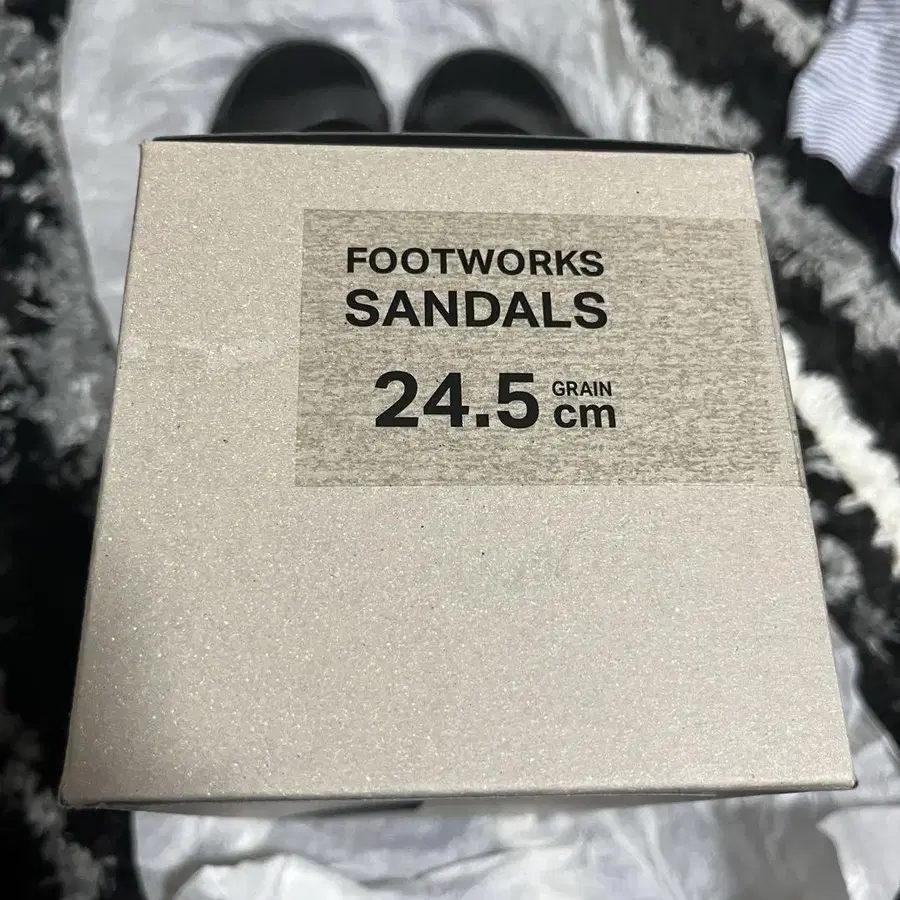 FOOTWORKS
SANDALS
24.5 GRAIN cm